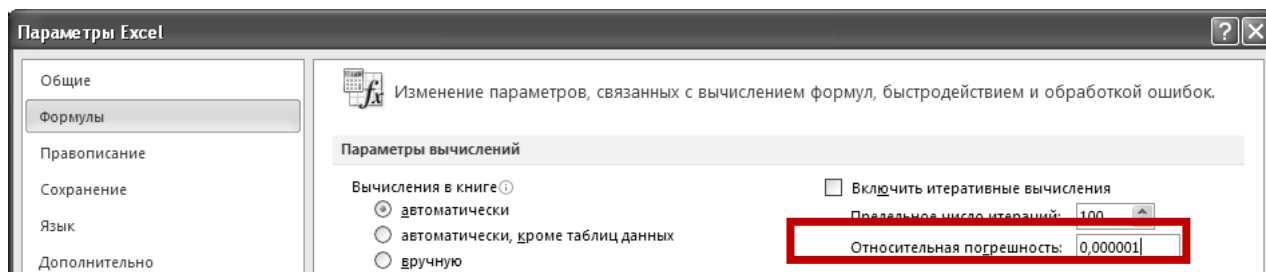 Параметры Excel
Общие
Формулы
Правописание
Сохранение
Язык
Дополнительно
Изменение параметров, связанных с вычислением формул, быстродействием и обработкой ошибок.
Параметры вычислений
Вычисления в книге
автоматически
автоматически, кроме таблиц данных
вручную
Включить итеративные вычисления
Предельное число итераций: 100
Относительная погрешность: 0,000001